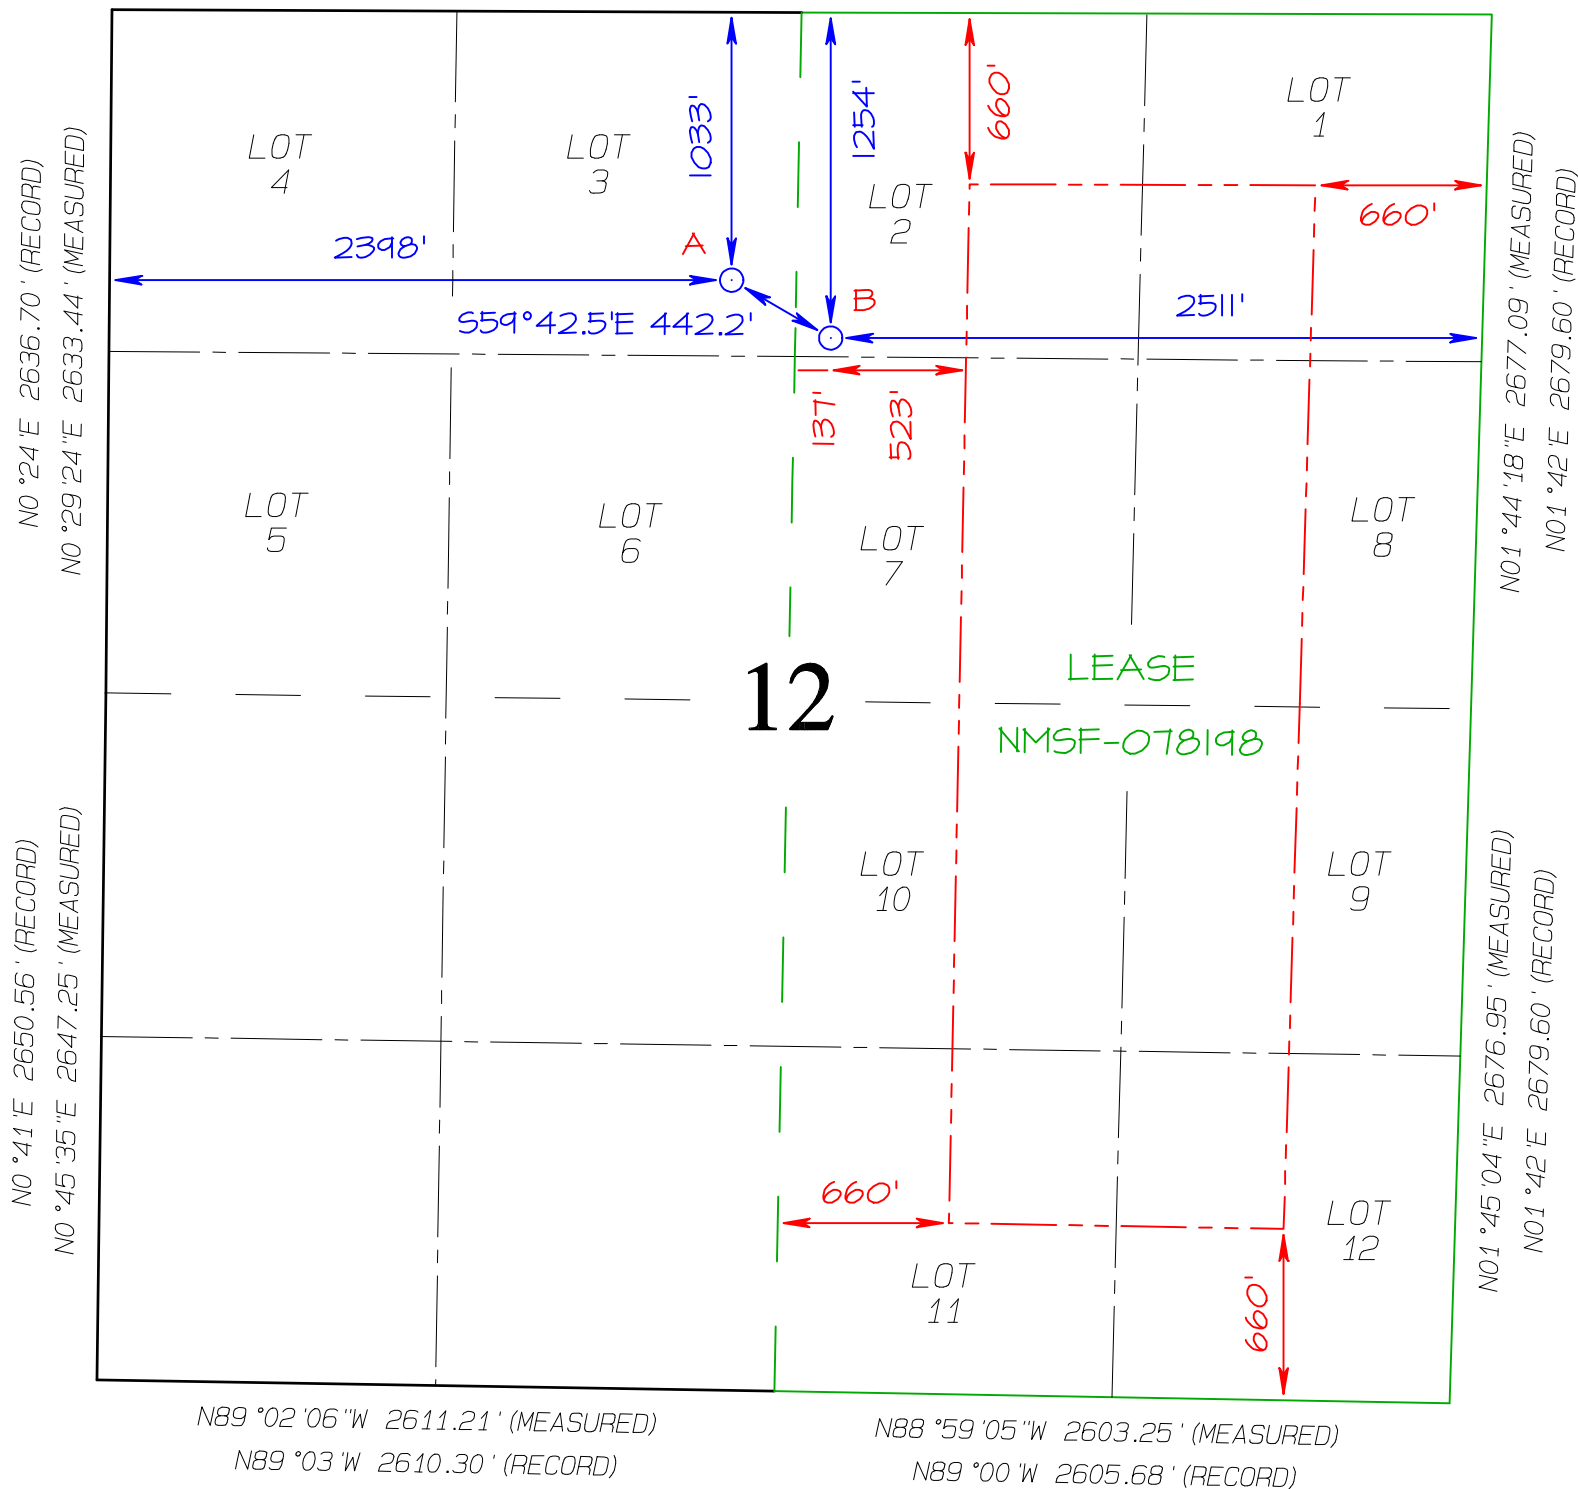 1033'
1254'
660'
LOT
1
LOT
4
LOT
3
LOT
2
660'
2398'
A
B
2511'
S59°42.5'E 442.2'
137'
523'
N0°24'E 2636.70' (RECORD)
N0°29'24"E 2633.44' (MEASURED)
N01°44'18"E 2677.09' (MEASURED)
N01°42'E 2679.60' (RECORD)
LOT
5
LOT
6
LOT
7
LOT
8
LEASE
12
NMSF-078198
LOT
10
LOT
9
N0°41'E 2650.56' (RECORD)
N0°45'35"E 2647.25' (MEASURED)
N01°45'04"E 2676.95' (MEASURED)
N01°42'E 2679.60' (RECORD)
660'
LOT
12
LOT
11
660'
N89°02'06"W 2611.21' (MEASURED)
N89°03'W 2610.30' (RECORD)
N88°59'05"W 2603.25' (MEASURED)
N89°00'W 2605.68' (RECORD)